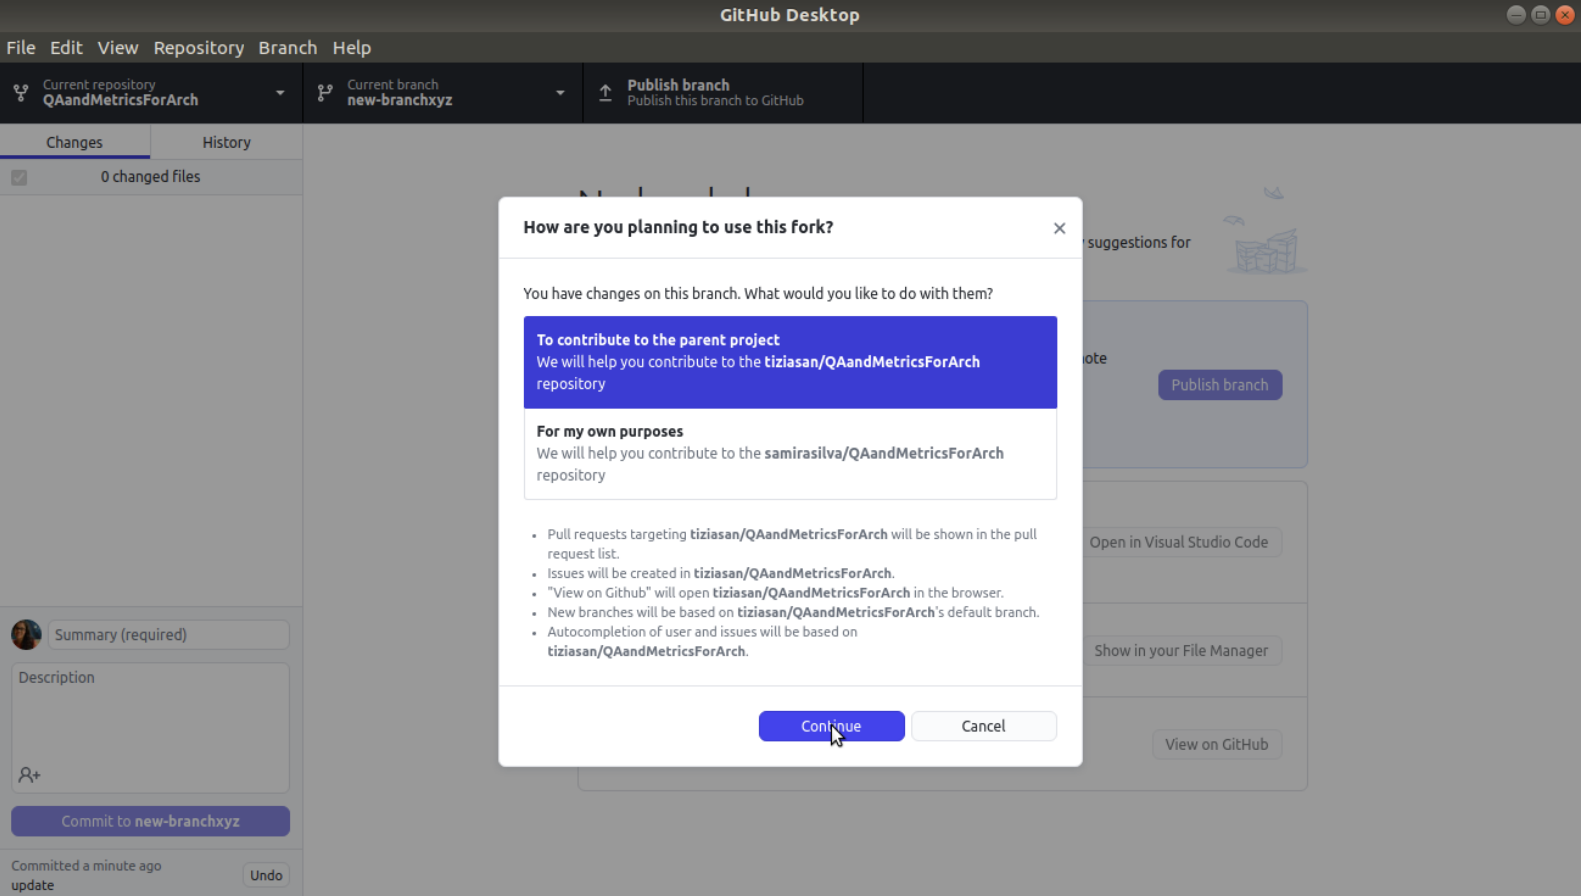 GitHub Desktop
File Edit View Repository Branch Help
Current repository
QAandMetricsForArch
Current branch
new-branchxyz
Publish branch
Publish this branch to GitHub
Changes
History
0 changed files
suggestions for
Publish branch
Open in Visual Studio Code
Show in your File Manager
View on GitHub
How are you planning to use this fork?
You have changes on this branch. What would you like to do with them?
To contribute to the parent project
We will help you contribute to the tiziasan/QAandMetricsForArch
repository
For my own purposes
We will help you contribute to the samirasilva/QAandMetricsForArch
repository
• Pull requests targeting tiziasan/QAandMetricsForArch will be shown in the pull
request list.
• Issues will be created in tiziasan/QAandMetricsForArch.
• "View on Github" will open tiziasan/QAandMetricsForArch in the browser.
• New branches will be based on tiziasan/QAandMetricsForArch's default branch.
• Autocompletion of user and issues will be based on
tiziasan/QAandMetricsForArch.
Continue
Cancel
Summary (required)
Description
Commit to new-branchxyz
Committed a minute ago
update
Undo